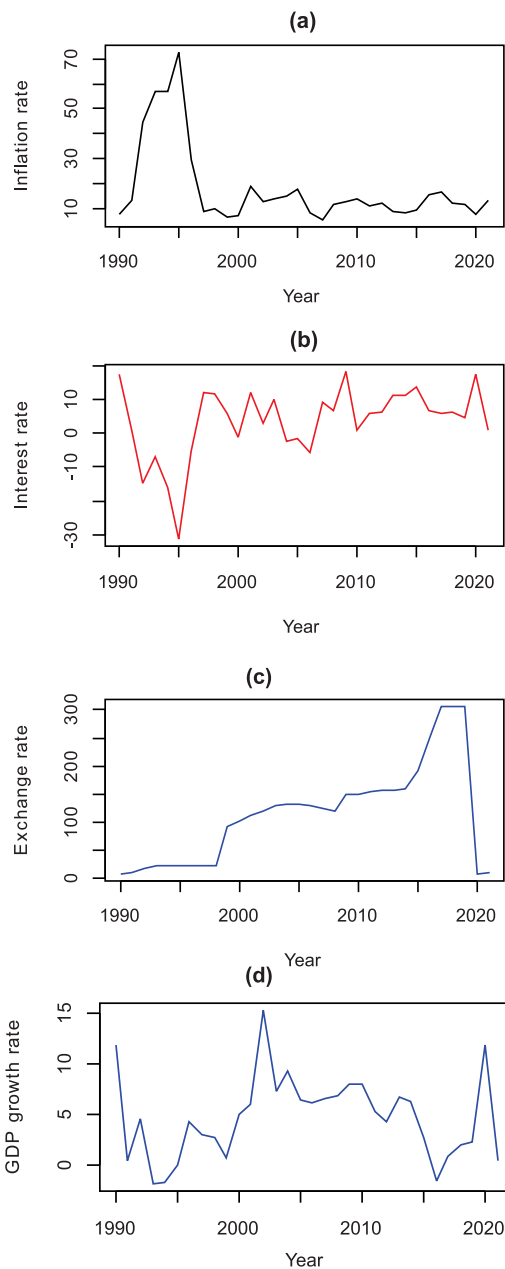 (a)
Inflation rate
70
50
30
10
1990 2000 2010 2020
Year
(b)
Interest rate
10
0
-10
-30
1990 2000 2010 2020
Year
(c)
Exchange rate
300
200
100
0
1990 2000 2010 2020
Year
(d)
GDP growth rate
15
10
5
0
1990 2000 2010 2020
Year